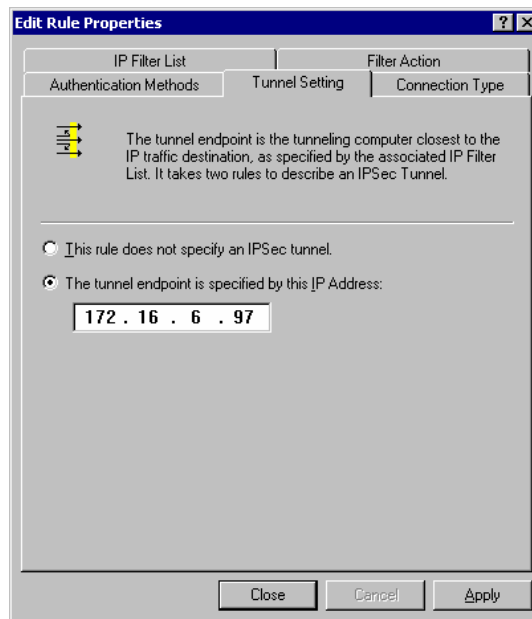 Edit Rule Properties
IP Filter List
Filter Action
Authentication Methods
Tunnel Setting
Connection Type
The tunnel endpoint is the tunneling computer closest to the
IP traffic destination, as specified by the associated IP Filter
List. It takes two rules to describe an IPSec Tunnel.
This rule does not specify an IPSec tunnel.
The tunnel endpoint is specified by this IP Address:
172 . 16 . 6 . 97
Close
Cancel
Apply